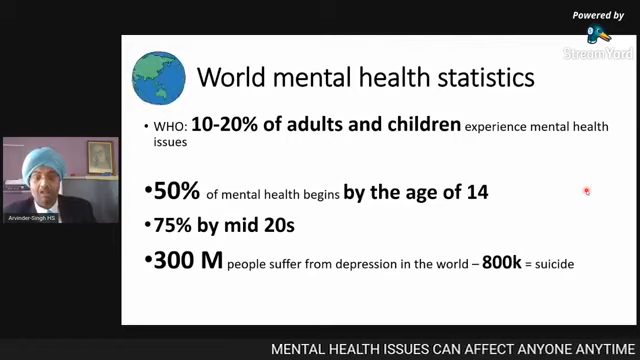 Powered by
StreamYard
World mental health statistics
• WHO: 10-20% of adults and children experience mental health
issues
•50% of mental health begins by the age of 14
•75% by mid 20s
•300 M people suffer from depression in the world – 800k = suicide
Arvinder-Singh HS
MENTAL HEALTH ISSUES CAN AFFECT ANYONE ANYTIME